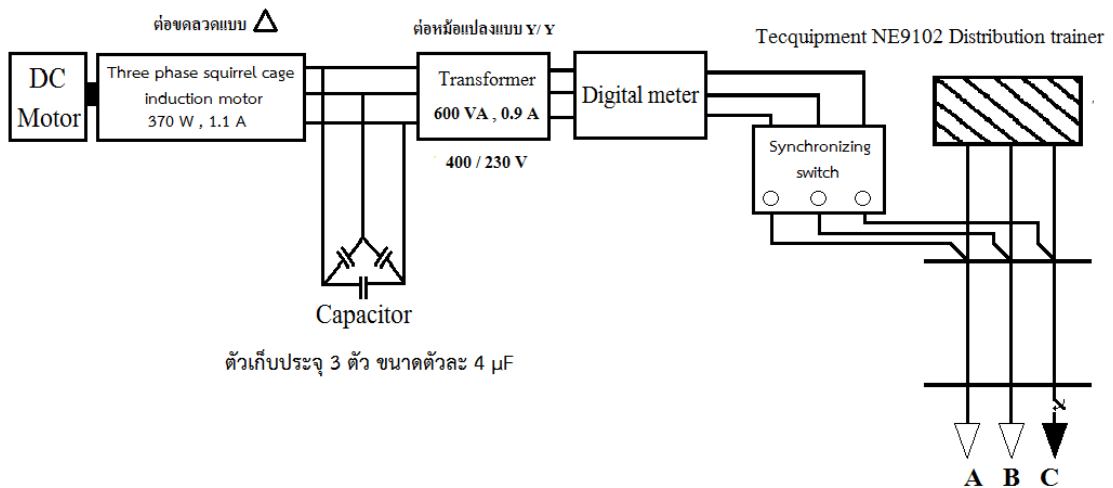 ต่อขดลวดแบบ
ต่อหม้อแปลงแบบ Y/ Y
Tecquipment NE9102 Distribution trainer
DC
Motor
Three phase squirrel cage
induction motor
370 W , 1.1 A
Transformer
600 VA , 0.9 A
400 / 230 V
Digital meter
Synchronizing
switch
Capacitor
ตัวเก็บประจุ 3 ตัว ขนาดตัวละ 4 µF
A B C